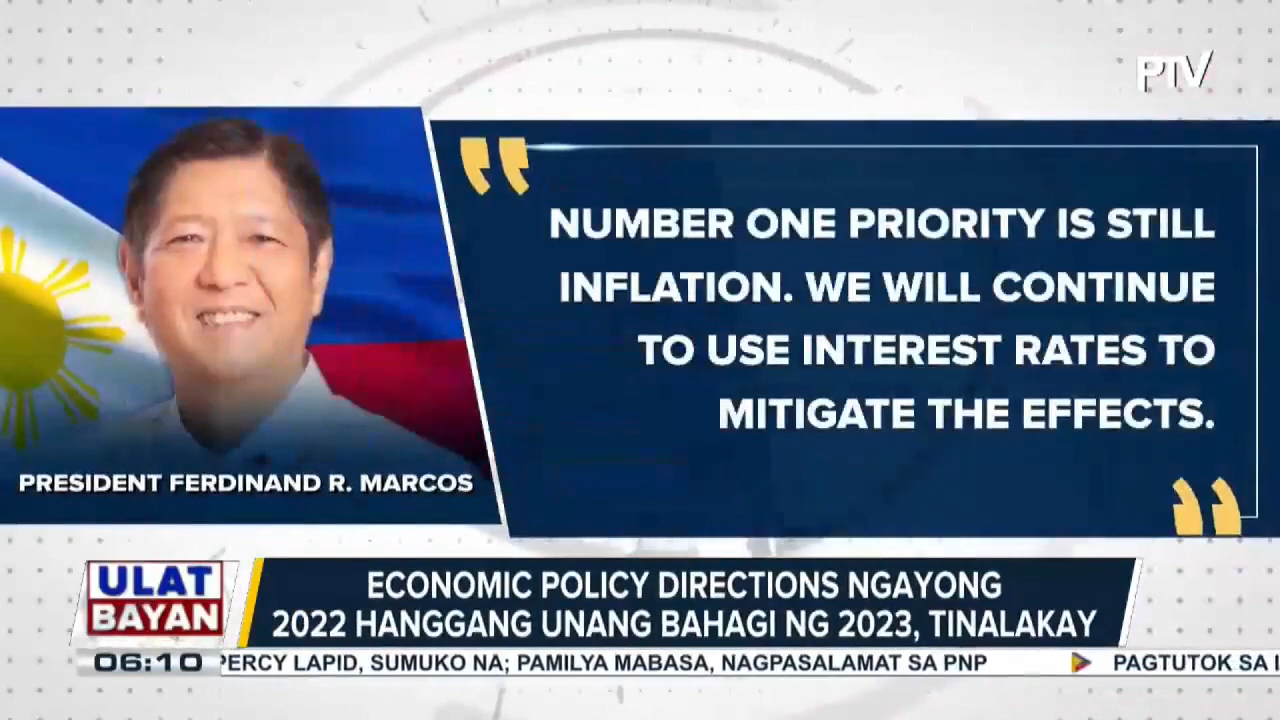 PTV
NUMBER ONE PRIORITY IS STILL
INFLATION. WE WILL CONTINUE
TO USE INTEREST RATES TO
MITIGATE THE EFFECTS.
PRESIDENT FERDINAND R. MARCOS
ULAT
BAYAN
ECONOMIC POLICY DIRECTIONS NGAYONG
2022 HANGGANG UNANG BAHAGI NG 2023, TINALAKAY
06:10
PERCY LAPID, SUMUKO NA; PAMILYA MABASA, NAGPASALAMAT SA PNP
PAGTUTOK SA